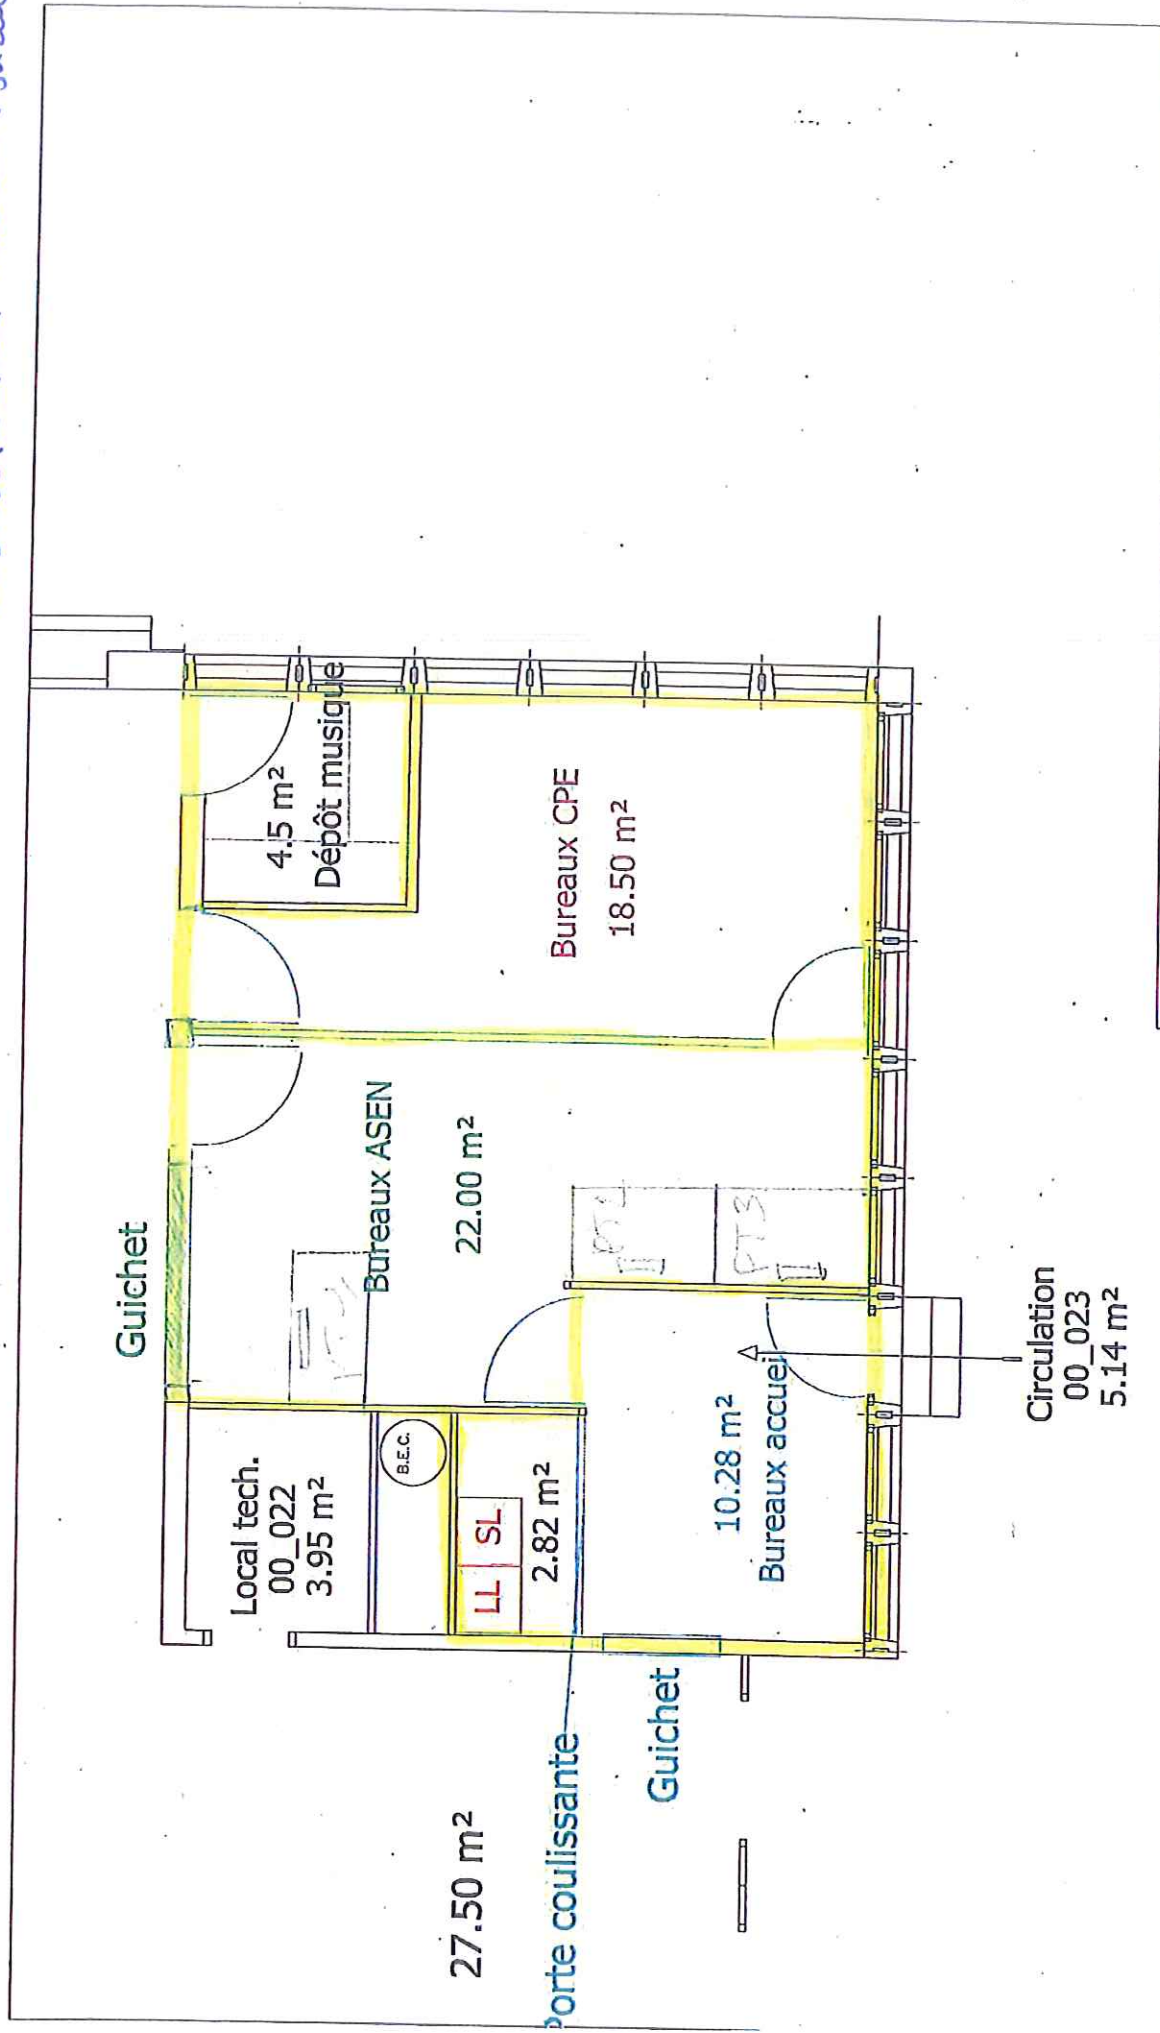 Guichet
Local tech.
00_022
3.95 m²
B.E.C.
LL SL
2.82 m²
Bureaux ASEN
22.00 m²
4.5 m²
Dépôt musique
Bureaux CPE
18.50 m²
PT3
27.50 m²
Porte coulissante
Guichet
10.28 m²
Bureaux accueil
Circulation
00_023
5.14 m²